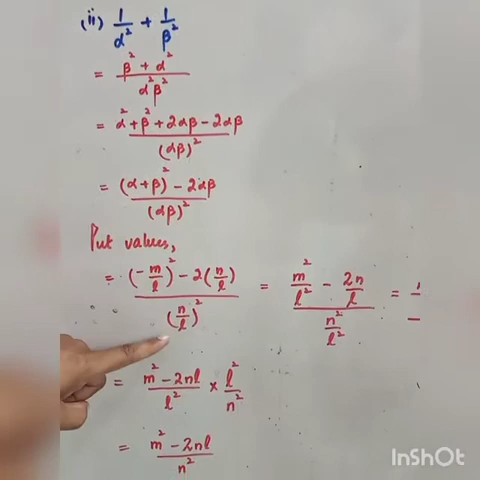 (ii) 1/α² + 1/β²
= (β² + α²)/(α²β²)
= (α² + β² + 2αβ – 2αβ)/(αβ)²
= ((α+β)² – 2αβ)/(αβ)²
Put values,
= ((-m/l)² – 2(n/l))/(n/l)² = (m²/l² – 2n/l)/(n²/l²) =
= (m² – 2nl)/l² × l²/n²
= (m² – 2nl)/n²
InShOt